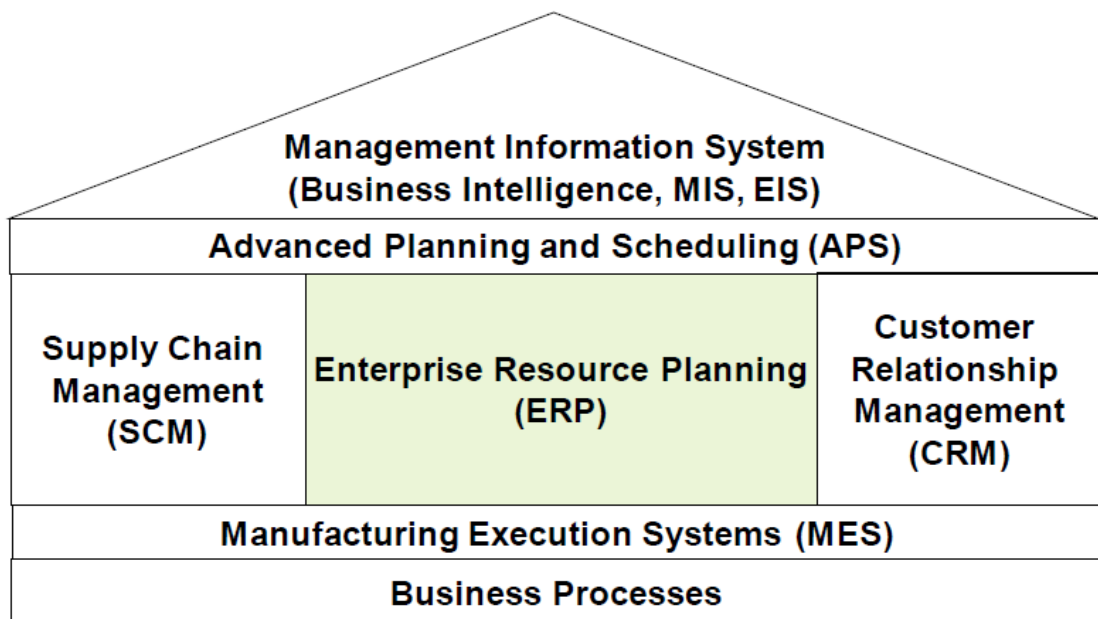 Management Information System
(Business Intelligence, MIS, EIS)
Advanced Planning and Scheduling (APS)
Supply Chain
Management
(SCM)
Enterprise Resource Planning
(ERP)
Customer
Relationship
Management
(CRM)
Manufacturing Execution Systems (MES)
Business Processes